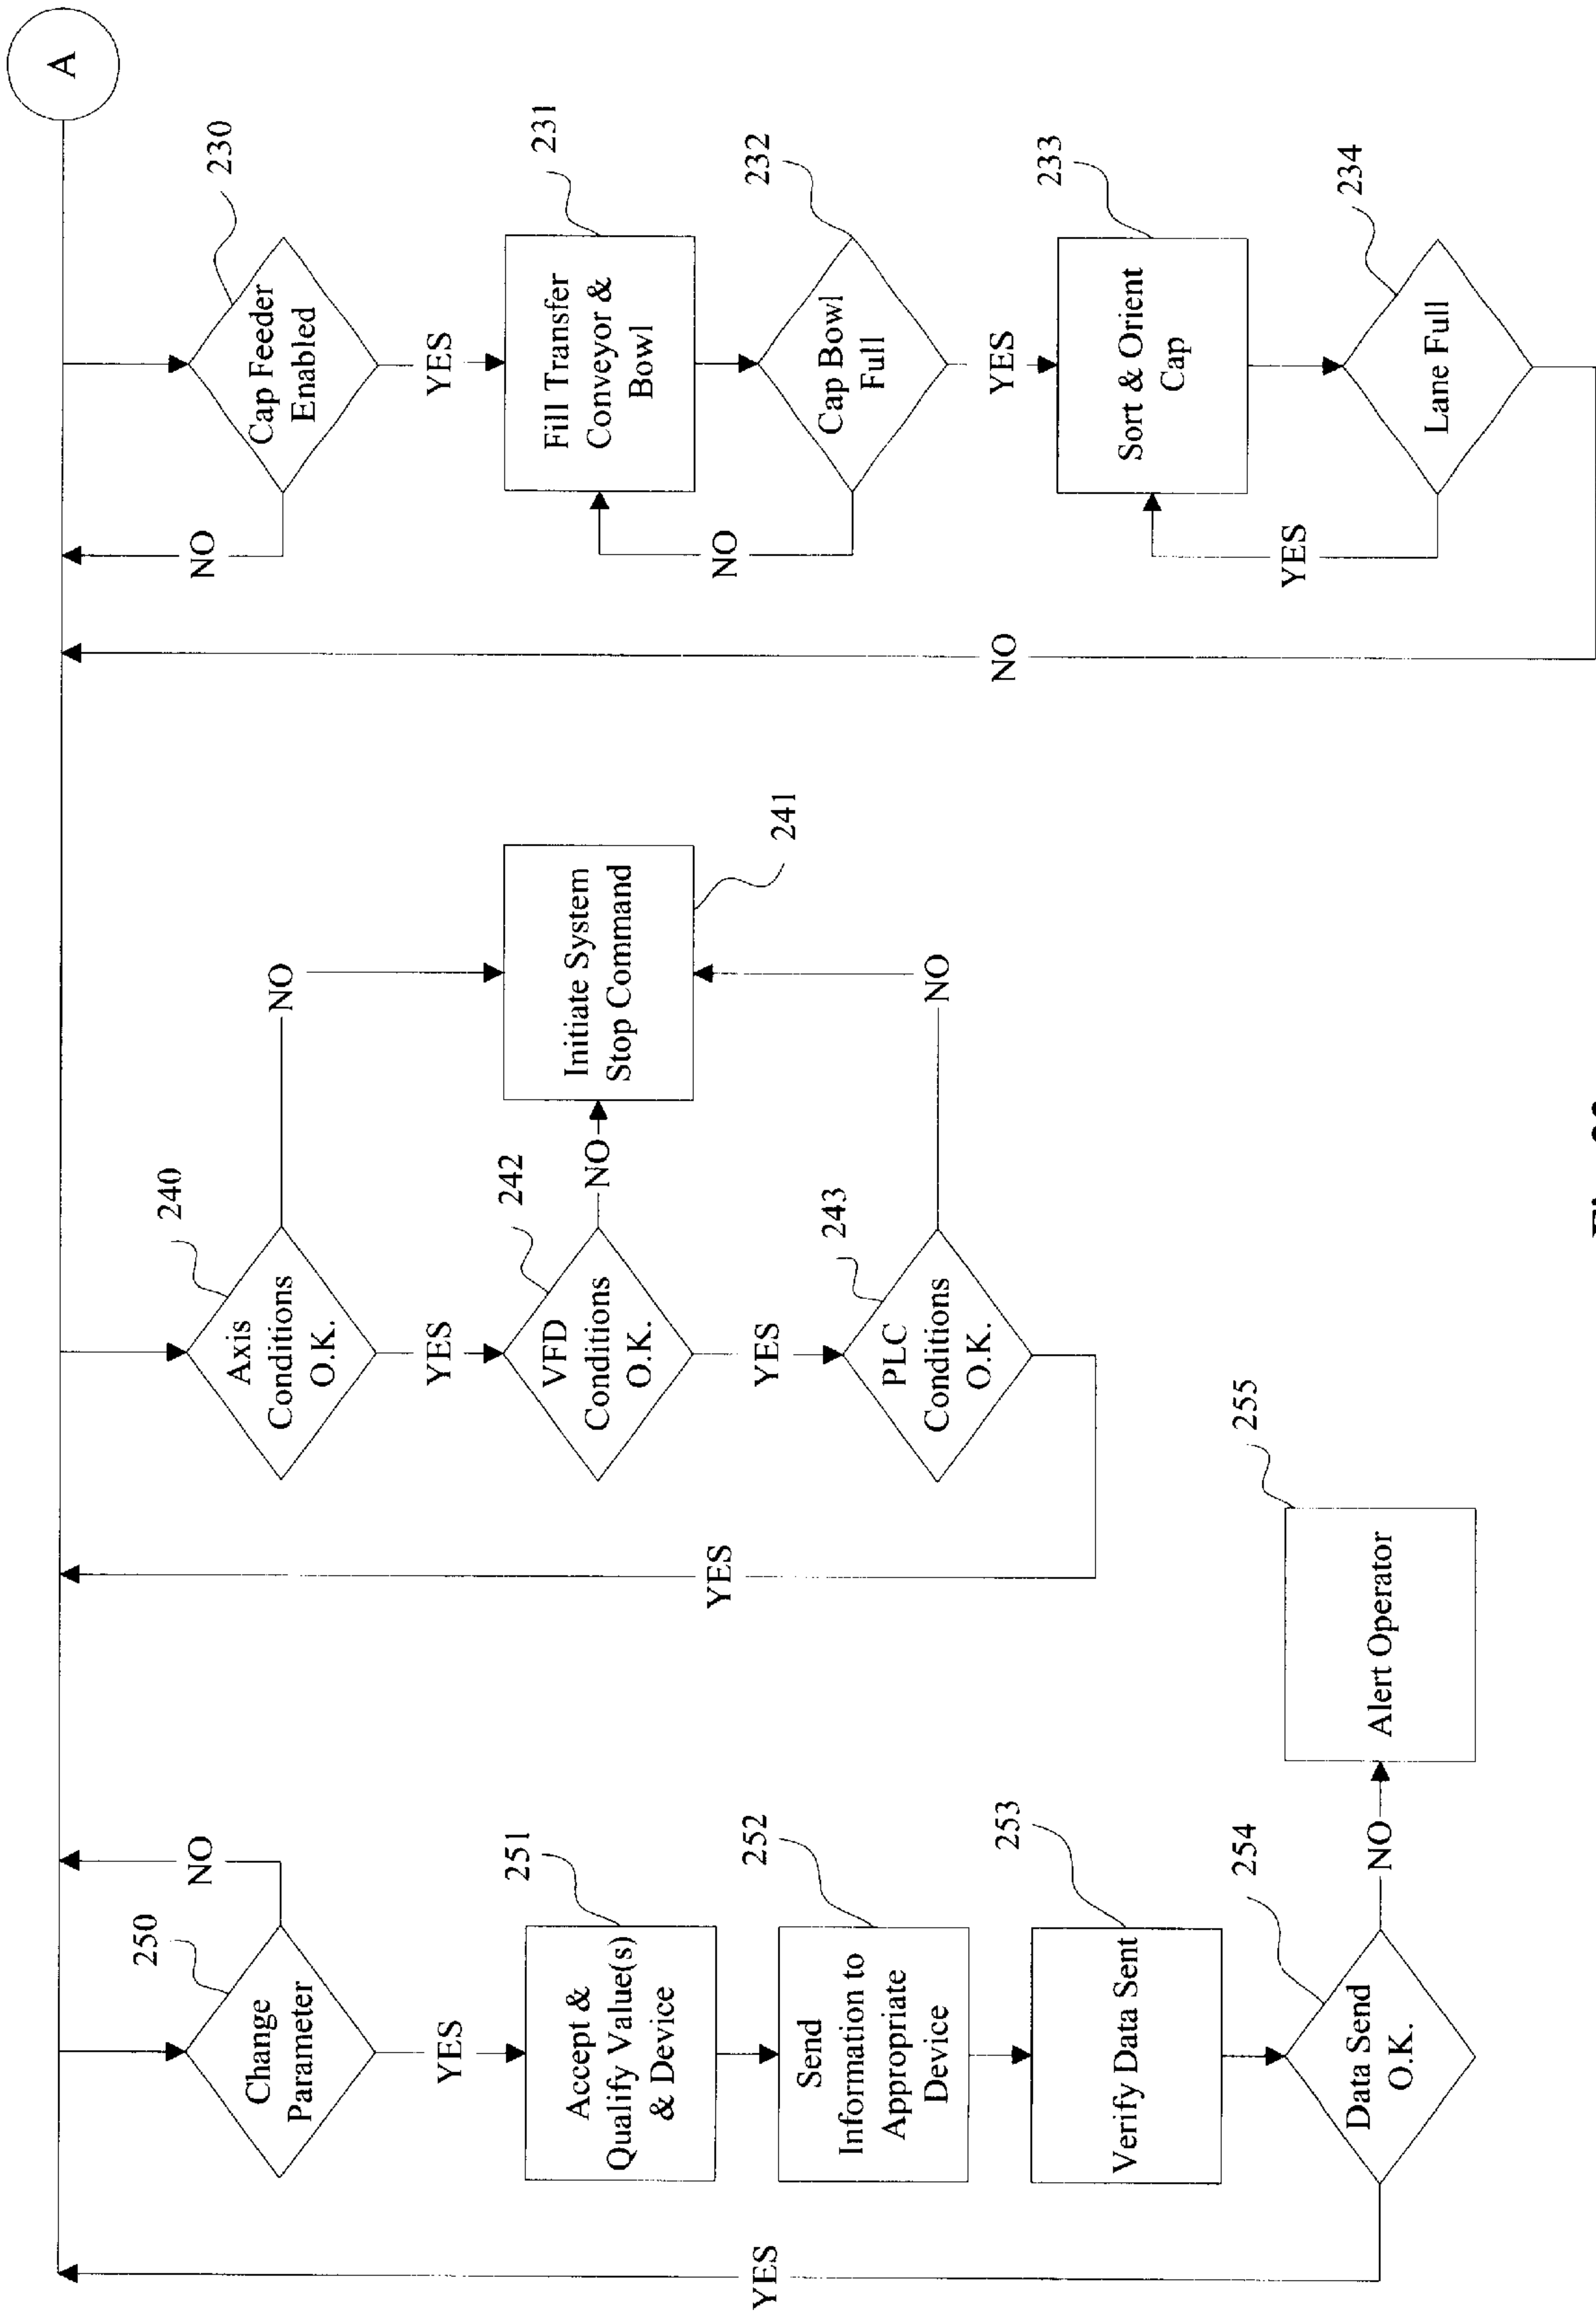 A
250
Change
Parameter
NO
YES
251
Accept &
Qualify Value(s)
& Device
252
Send
Information to
Appropriate
Device
253
Verify Data Sent
254
Data Send
O.K.
YES
NO
255
Alert Operator
240
Axis
Conditions
O.K.
NO
YES
242
VFD
Conditions
O.K.
NO
241
Initiate System
Stop Command
YES
243
PLC
Conditions
O.K.
NO
YES
230
Cap Feeder
Enabled
NO
YES
231
Fill Transfer
Conveyor &
Bowl
232
Cap Bowl
Full
NO
YES
233
Sort & Orient
Cap
234
Lane Full
YES
NO